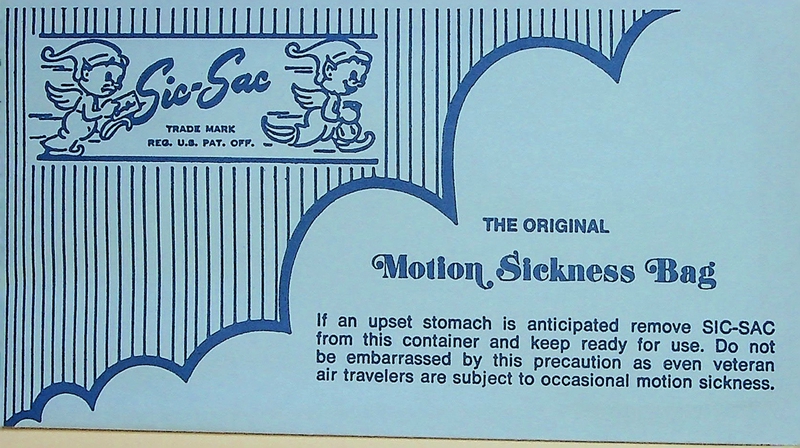 Sic-Sac
TRADE MARK
REG. U.S. PAT. OFF.
THE ORIGINAL
Motion Sickness Bag
If an upset stomach is anticipated remove SIC-SAC
from this container and keep ready for use. Do not
be embarrassed by this precaution as even veteran
air travelers are subject to occasional motion sickness.